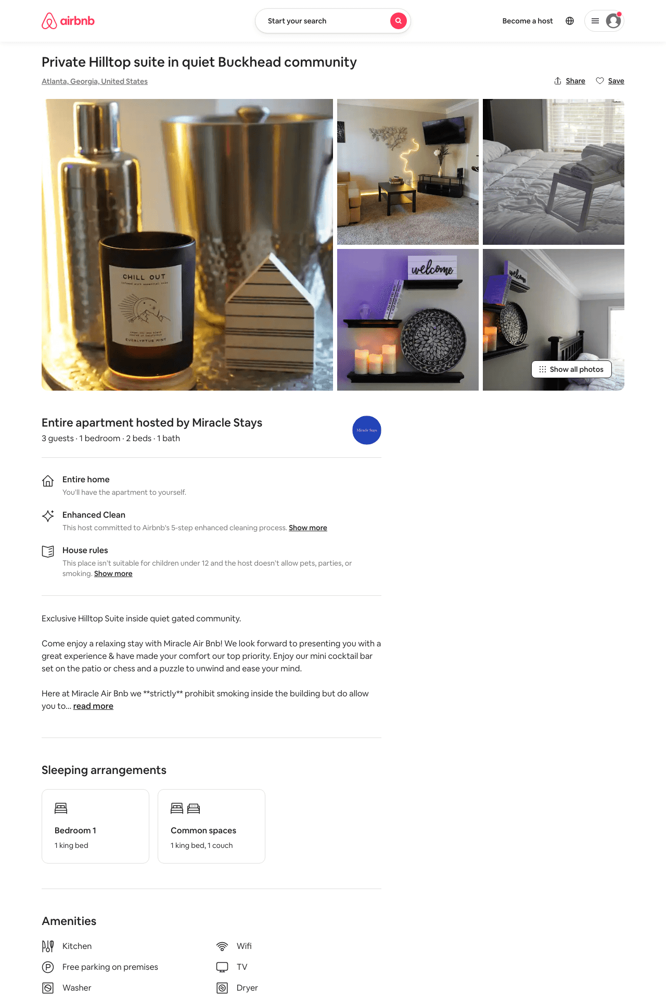 airbnb
Start your search
Become a host
Private Hilltop suite in quiet Buckhead community
Atlanta, Georgia, United States
Share
Save
CHILL OUT
EUCALYPTUS MINT
welcome
welcome
Show all photos
Entire apartment hosted by Miracle Stays
3 guests · 1 bedroom · 2 beds · 1 bath
Miracle Stays
Entire home
You’ll have the apartment to yourself.
Enhanced Clean
This host committed to Airbnb's 5-step enhanced cleaning process. Show more
House rules
This place isn’t suitable for children under 12 and the host doesn’t allow pets, parties, or
smoking. Show more
Exclusive Hilltop Suite inside quiet gated community.
Come enjoy a relaxing stay with Miracle Air Bnb! We look forward to presenting you with a
great experience & have made your comfort our top priority. Enjoy our mini cocktail bar
set on the patio or chess and a puzzle to unwind and ease your mind.
Here at Miracle Air Bnb we **strictly** prohibit smoking inside the building but do allow
you to... read more
Sleeping arrangements
Bedroom 1
1 king bed
Common spaces
1 king bed, 1 couch
Amenities
Kitchen
Wifi
Free parking on premises
TV
Washer
Dryer